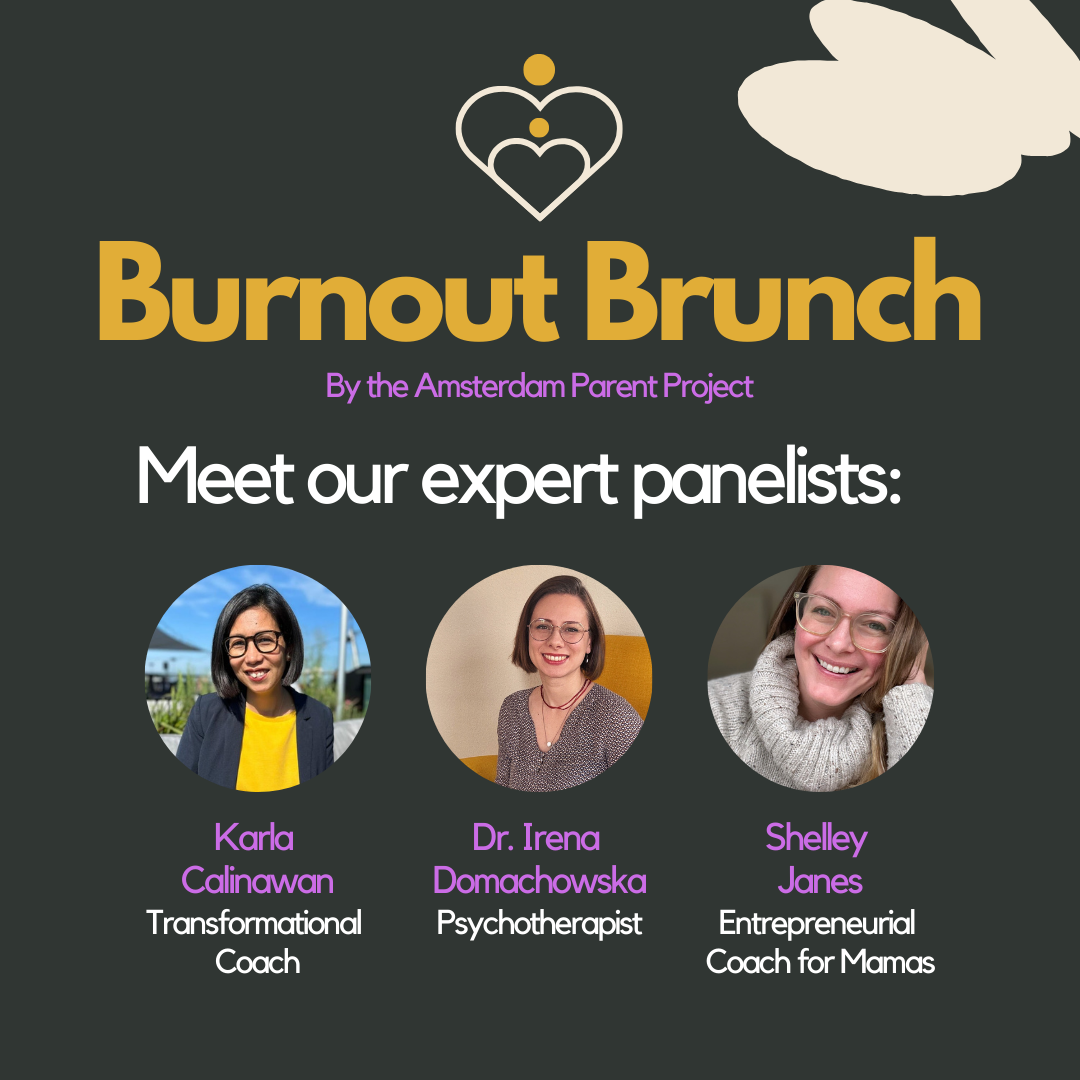 Burnout Brunch
By the Amsterdam Parent Project
Meet our expert panelists:
Karla
Calinawan
Transformational
Coach
Dr. Irena
Domachowska
Psychotherapist
Shelley
Janes
Entrepreneurial
Coach for Mamas